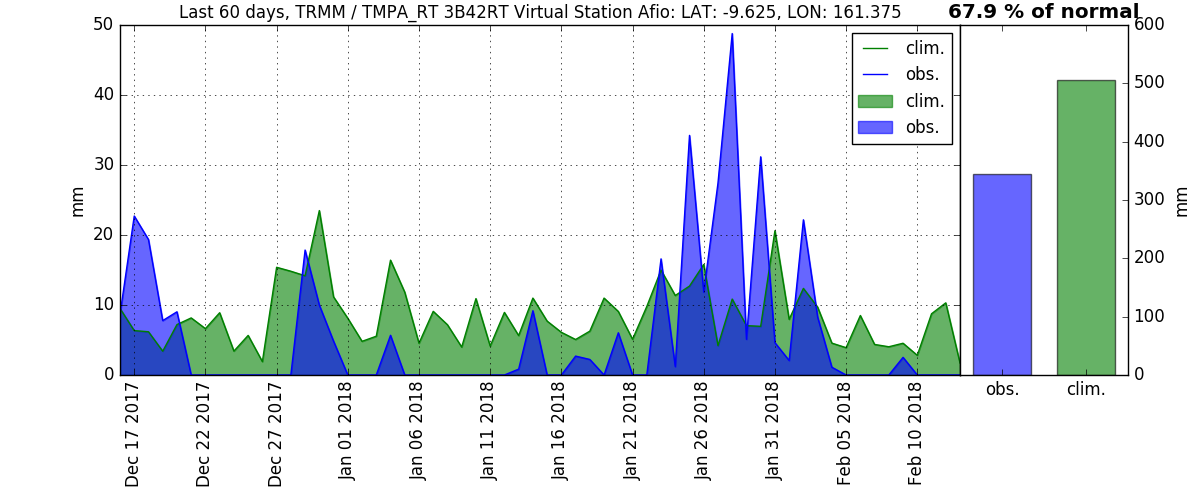 Last 60 days, TRMM / TMPA_RT 3B42RT Virtual Station Afio: LAT: -9.625, LON: 161.375
67.9 % of normal
50
40
30
20
10
0
mm
clim.
obs.
clim.
obs.
600
500
400
300
200
100
0
mm
obs.
clim.
Dec 17 2017
Dec 22 2017
Dec 27 2017
Jan 01 2018
Jan 06 2018
Jan 11 2018
Jan 16 2018
Jan 21 2018
Jan 26 2018
Jan 31 2018
Feb 05 2018
Feb 10 2018